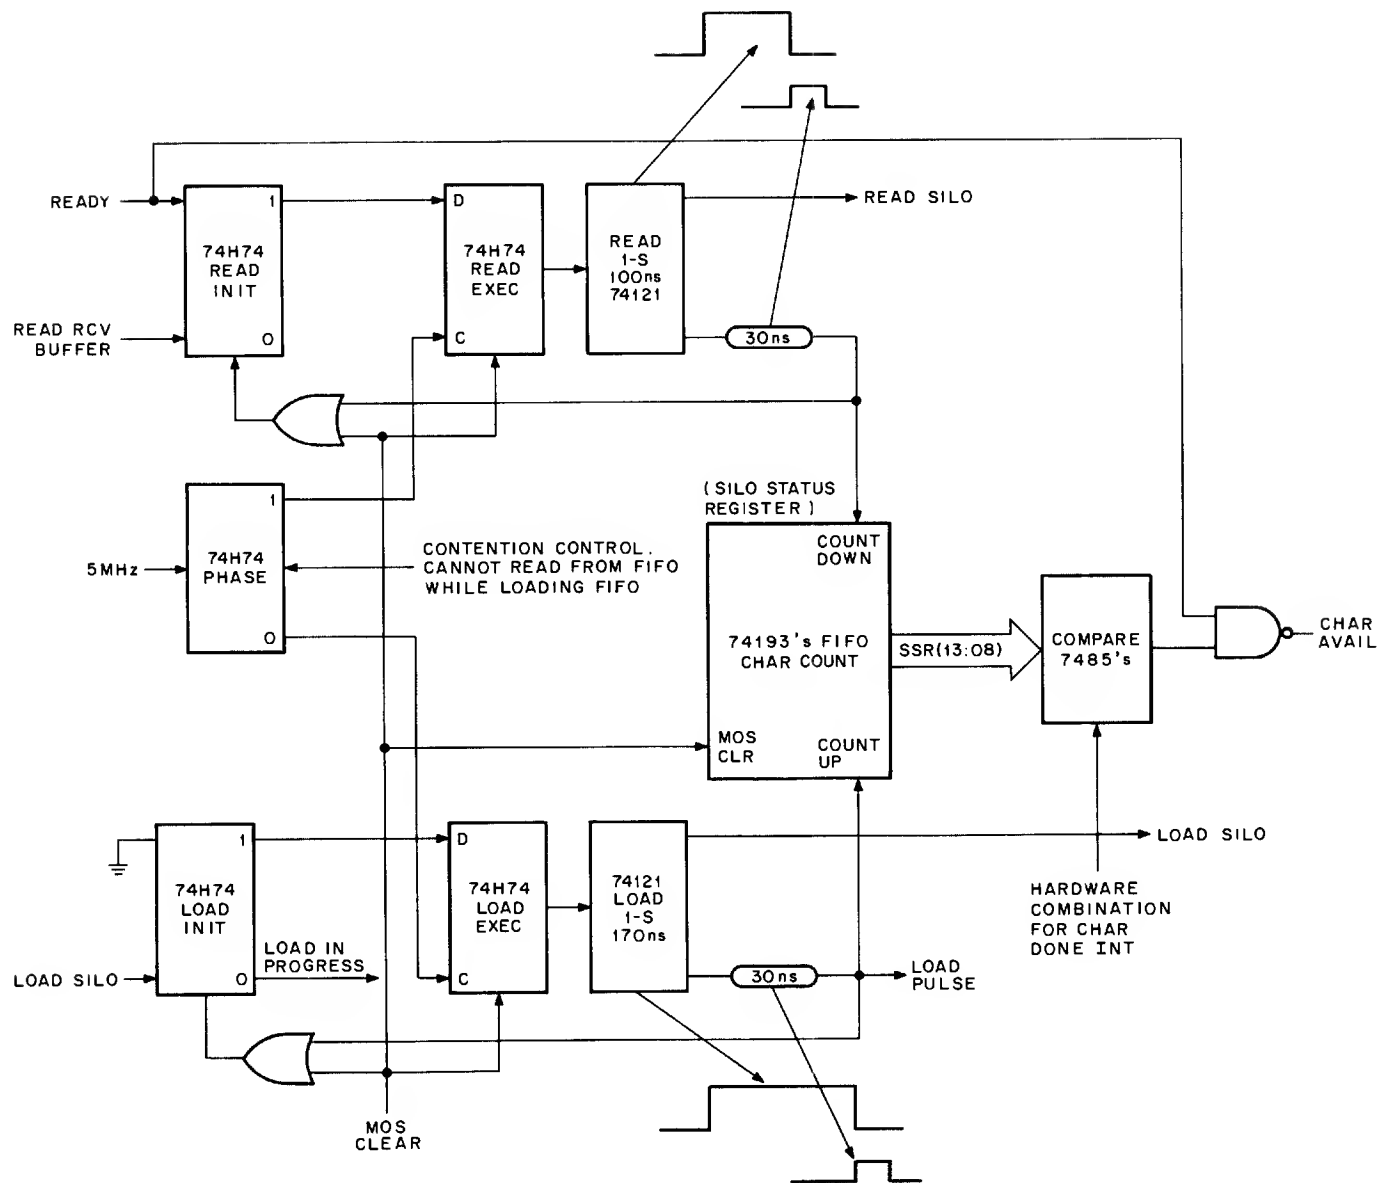 READY
1
74H74
READ
INIT
0
READ RCV
BUFFER
D
74H74
READ
EXEC
C
READ
1-S
100ns
74121
READ SILO
30ns
1
74H74
PHASE
0
5MHz
CONTENTION CONTROL.
CANNOT READ FROM FIFO
WHILE LOADING FIFO
(SILO STATUS
REGISTER)
COUNT
DOWN
74193's FIFO
CHAR COUNT
MOS
CLR
COUNT
UP
SSR(13:08)
COMPARE
7485's
CHAR
AVAIL
1
74H74
LOAD
INIT
0
LOAD SILO
LOAD IN
PROGRESS
D
74H74
LOAD
EXEC
C
74121
LOAD
1-S
170ns
LOAD SILO
30ns
LOAD
PULSE
HARDWARE
COMBINATION
FOR CHAR
DONE INT
MOS
CLEAR